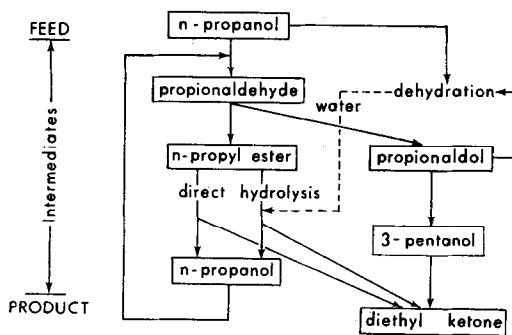 FEED
n-propanol
propionaldehyde
dehydration
water
Intermediates
n-propyl ester
propionaldol
direct hydrolysis
3-pentanol
n-propanol
PRODUCT
diethyl ketone